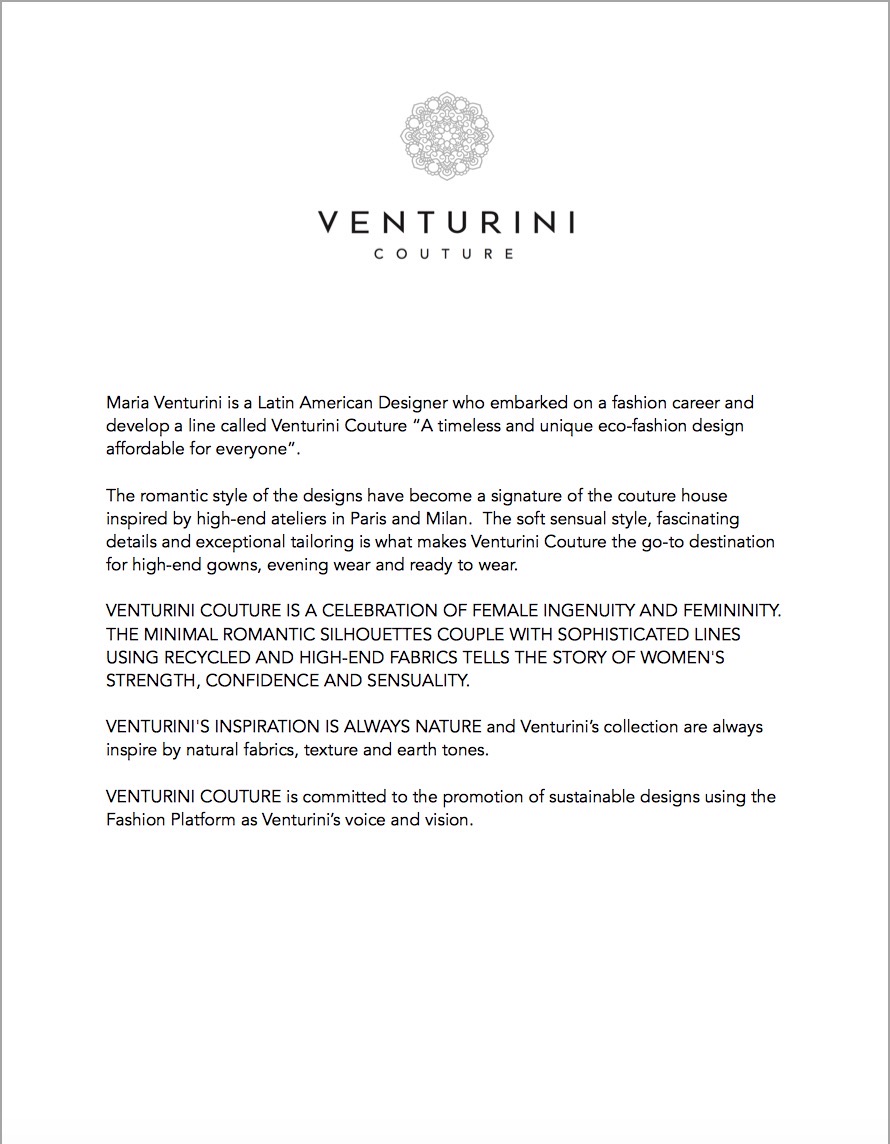 VENTURINI
COUTURE
Maria Venturini is a Latin American Designer who embarked on a fashion career and
develop a line called Venturini Couture “A timeless and unique eco-fashion design
affordable for everyone”.
The romantic style of the designs have become a signature of the couture house
inspired by high-end ateliers in Paris and Milan.  The soft sensual style, fascinating
details and exceptional tailoring is what makes Venturini Couture the go-to destination
for high-end gowns, evening wear and ready to wear.
VENTURINI COUTURE IS A CELEBRATION OF FEMALE INGENUITY AND FEMININITY.
THE MINIMAL ROMANTIC SILHOUETTES COUPLE WITH SOPHISTICATED LINES
USING RECYCLED AND HIGH-END FABRICS TELLS THE STORY OF WOMEN'S
STRENGTH, CONFIDENCE AND SENSUALITY.
VENTURINI'S INSPIRATION IS ALWAYS NATURE and Venturini’s collection are always
inspire by natural fabrics, texture and earth tones.
VENTURINI COUTURE is committed to the promotion of sustainable designs using the
Fashion Platform as Venturini’s voice and vision.